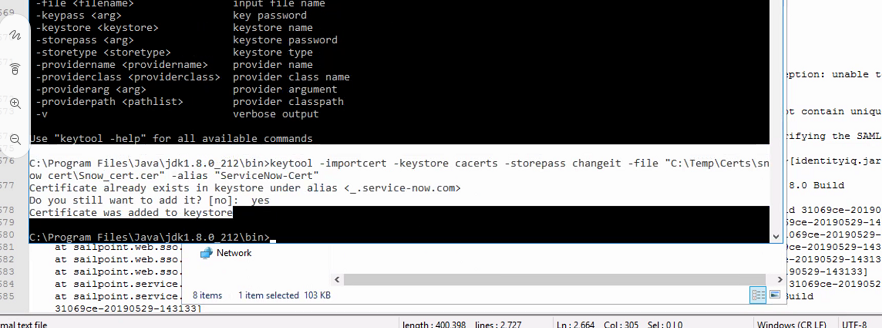 569
-file <filename>                input file name
-keypass <arg>                  key password
-keystore <keystore>            keystore name
-storepass <arg>                keystore password
-storetype <storetype>          keystore type
-providername <providername>    provider name
-providerclass <providerclass>  provider class name
-providerarg <arg>              provider argument
-providerpath <pathlist>        provider classpath
-v                              verbose output
Use "keytool -help" for all available commands
C:\Program Files\Java\jdk1.8.0_212\bin>keytool -importcert -keystore cacerts -storepass changeit -file "C:\Temp\Certs\sn
ow cert\Snow_cert.cer" -alias "ServiceNow-Cert"
Certificate already exists in keystore under alias <_.service-now.com>
Do you still want to add it? [no]:  yes
Certificate was added to keystore
C:\Program Files\Java\jdk1.8.0_212\bin>
eption: unable t
ot contain uniqu
rifying the SAML
[identityiq.jar
8.0 Build
576
577
578
579
580
581
582
583
584
585
at sailpoint.web.sso.
at sailpoint.web.sso.
at sailpoint.web.sso.
at sailpoint.service.
at sailpoint.service.
31069ce-20190529-143133]
d 31069ce-20190
69ce-20190529-1
1069ce-20190529
9ce-20190529-14
31069ce-2019052
9ce-20190529-14
Build
Network
8 items
1 item selected  103 KB
mal text file
length : 400,398    lines : 2,727
Ln : 2,664    Col : 305    Sel : 0 | 0
Windows (CR LF)
UTF-8